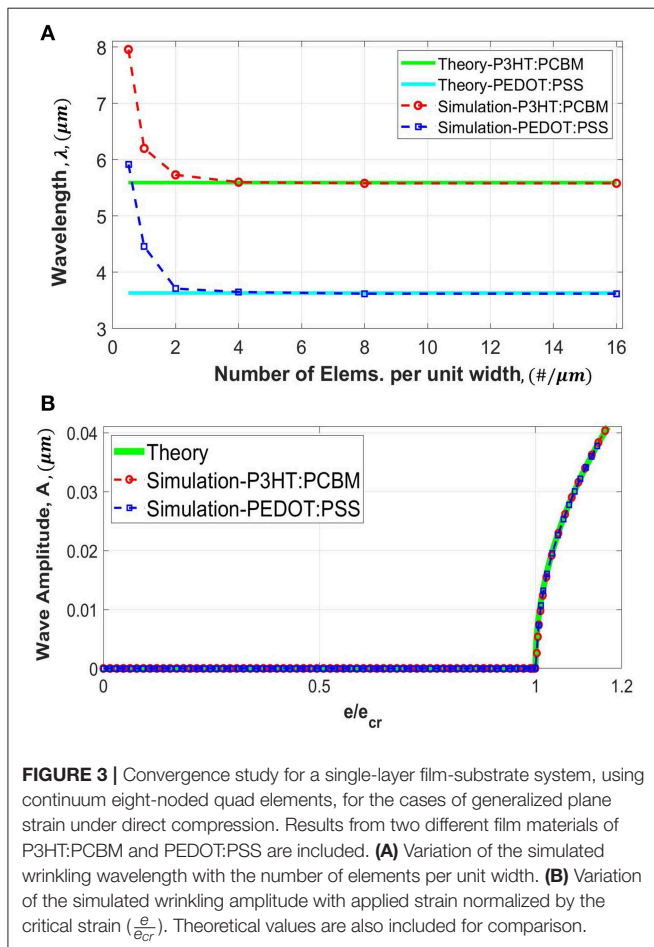 A
Wavelength, λ, (μm)
8
7
6
5
4
3
Theory-P3HT:PCBM
Theory-PEDOT:PSS
Simulation-P3HT:PCBM
Simulation-PEDOT:PSS
0 2 4 6 8 10 12 14 16
Number of Elems. per unit width, (#/μm)
B
Wave Amplitude, A, (μm)
0.04
0.03
0.02
0.01
0
Theory
Simulation-P3HT:PCBM
Simulation-PEDOT:PSS
0 0.5 1 1.2
e/e_cr
FIGURE 3 | Convergence study for a single-layer film-substrate system, using
continuum eight-noded quad elements, for the cases of generalized plane
strain under direct compression. Results from two different film materials of
P3HT:PCBM and PEDOT:PSS are included. (A) Variation of the simulated
wrinkling wavelength with the number of elements per unit width. (B) Variation
of the simulated wrinkling amplitude with applied strain normalized by the
critical strain (e/e_cr). Theoretical values are also included for comparison.